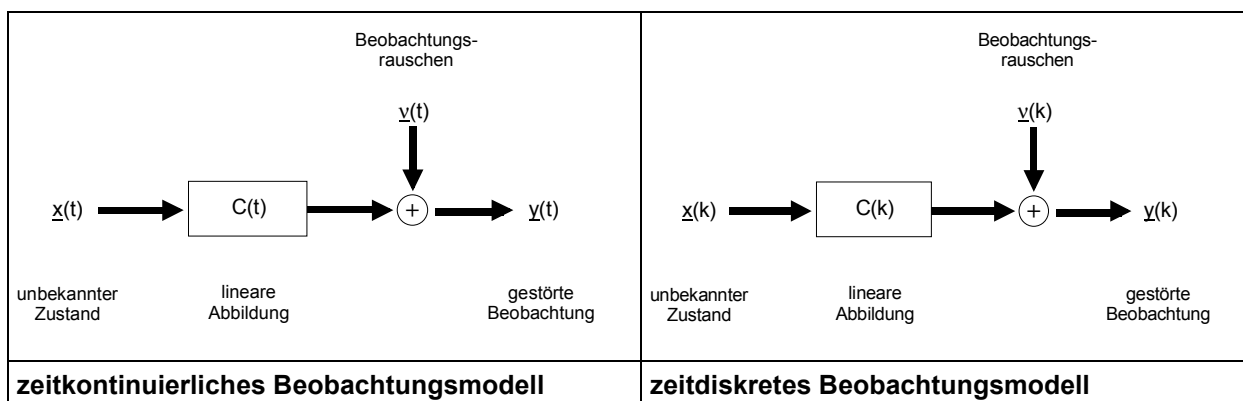 Beobachtungs-
rauschen
ν(t)
x(t)
C(t)
+
y(t)
unbekannter
Zustand
lineare
Abbildung
gestörte
Beobachtung
zeitkontinuierliches Beobachtungsmodell
Beobachtungs-
rauschen
ν(k)
x(k)
C(k)
+
y(k)
unbekannter
Zustand
lineare
Abbildung
gestörte
Beobachtung
zeitdiskretes Beobachtungsmodell